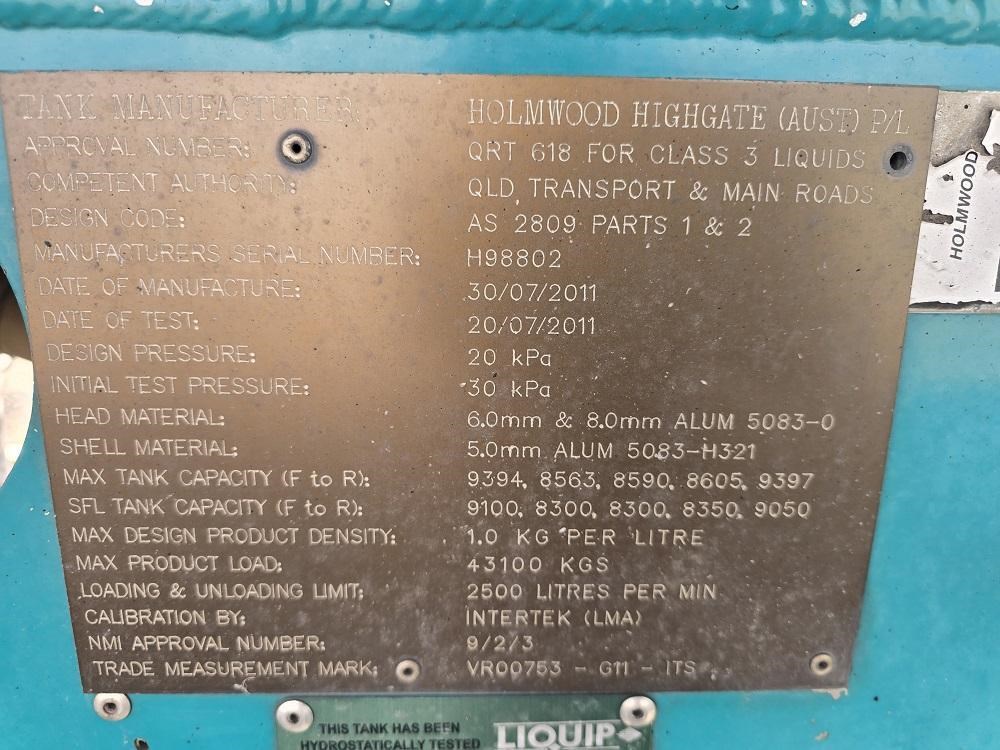 TANK MANUFACTURER: HOLMWOOD HIGHGATE (AUST) P/L
APPROVAL NUMBER: QRT 618 FOR CLASS 3 LIQUIDS
COMPETENT AUTHORITY: QLD, TRANSPORT & MAIN ROADS
DESIGN CODE: AS 2809 PARTS 1 & 2
MANUFACTURERS SERIAL NUMBER: H98802
DATE OF MANUFACTURE: 30/07/2011
DATE OF TEST: 20/07/2011
DESIGN PRESSURE: 20 kPa
INITIAL TEST PRESSURE: 30 kPa
HEAD MATERIAL: 6.0mm & 8.0mm ALUM 5083-0
SHELL MATERIAL: 5.0mm ALUM 5083-H321
MAX TANK CAPACITY (F to R): 9394, 8563, 8590, 8605, 9397
SFL TANK CAPACITY (F to R): 9100, 8300, 8300, 8350, 9050
MAX DESIGN PRODUCT DENSITY: 1.0 KG PER LITRE
MAX PRODUCT LOAD: 43100 KGS
LOADING & UNLOADING LIMIT: 2500 LITRES PER MIN
CALIBRATION BY: INTERTEK (LMA)
NMI APPROVAL NUMBER: 9/2/3
TRADE MEASUREMENT MARK: VR00753 - G11 - ITS
HOLMWOOD
THIS TANK HAS BEEN
HYDROSTATICALLY TESTED
LIQUIP